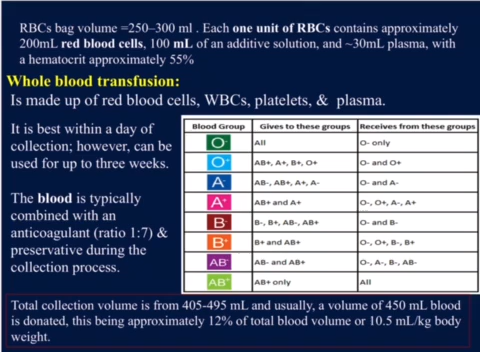 RBCs bag volume =250–300 ml . Each one unit of RBCs contains approximately
200mL red blood cells, 100 mL of an additive solution, and ~30mL plasma, with
a hematocrit approximately 55%
Whole blood transfusion:
Is made up of red blood cells, WBCs, platelets, & plasma.
It is best within a day of
collection; however, can be
used for up to three weeks.
The blood is typically
combined with an
anticoagulant (ratio 1:7) &
preservative during the
collection process.
Blood Group Gives to these groups Receives from these groups
O- All O- only
O+ AB+, A+, B+, O+ O- and O+
A- AB-, AB+, A+, A- O- and A-
A+ AB+ and A+ O-, O+, A-, A+
B- B-, B+, AB-, AB+ O- and B-
B+ B+ and AB+ O-, O+, B-, B+
AB- AB- and AB+ O-, A-, B-, AB-
AB+ AB+ only All
Total collection volume is from 405-495 mL and usually, a volume of 450 mL blood
is donated, this being approximately 12% of total blood volume or 10.5 mL/kg body
weight.